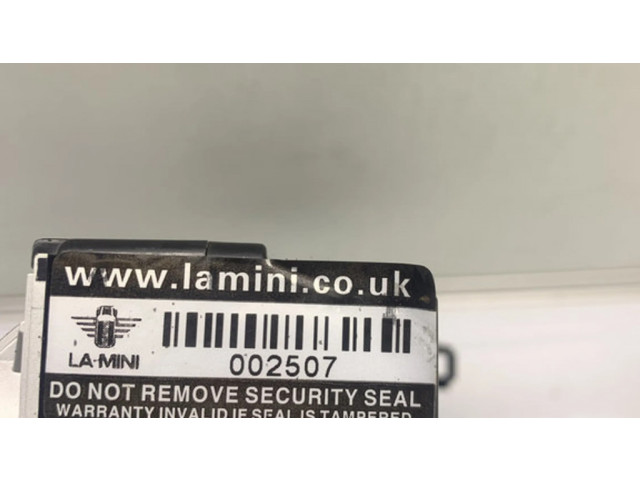 www.lamini.co.uk
LA-MINI
002507
DO NOT REMOVE SECURITY SEAL
WARRANTY INVALID IF SEAL IS TAMPERED